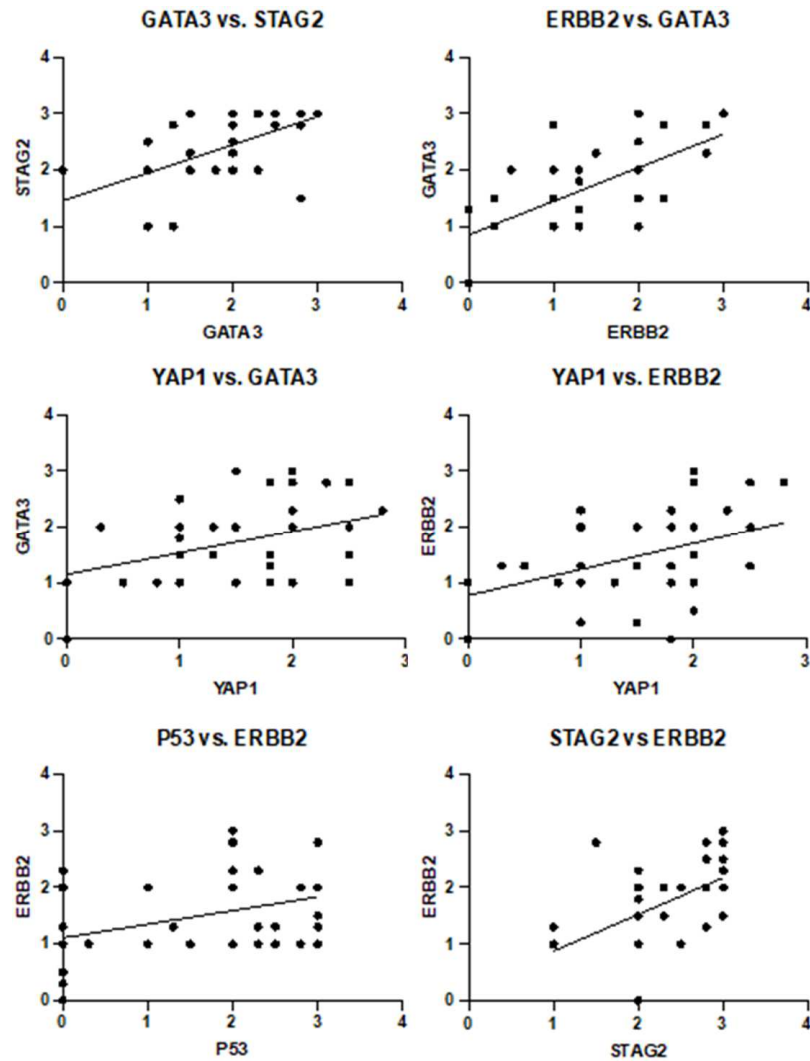 GATA3 vs. STAG2
4
3
2
1
0
STAG2
0 1 2 3 4
GATA3
ERBB2 vs. GATA3
4
3
2
1
0
GATA3
0 1 2 3 4
ERBB2
YAP1 vs. GATA3
4
3
2
1
0
GATA3
0 1 2 3
YAP1
YAP1 vs. ERBB2
4
3
2
1
0
ERBB2
0 1 2 3
YAP1
P53 vs. ERBB2
4
3
2
1
0
ERBB2
0 1 2 3 4
P53
STAG2 vs ERBB2
4
3
2
1
0
ERBB2
0 1 2 3 4
STAG2